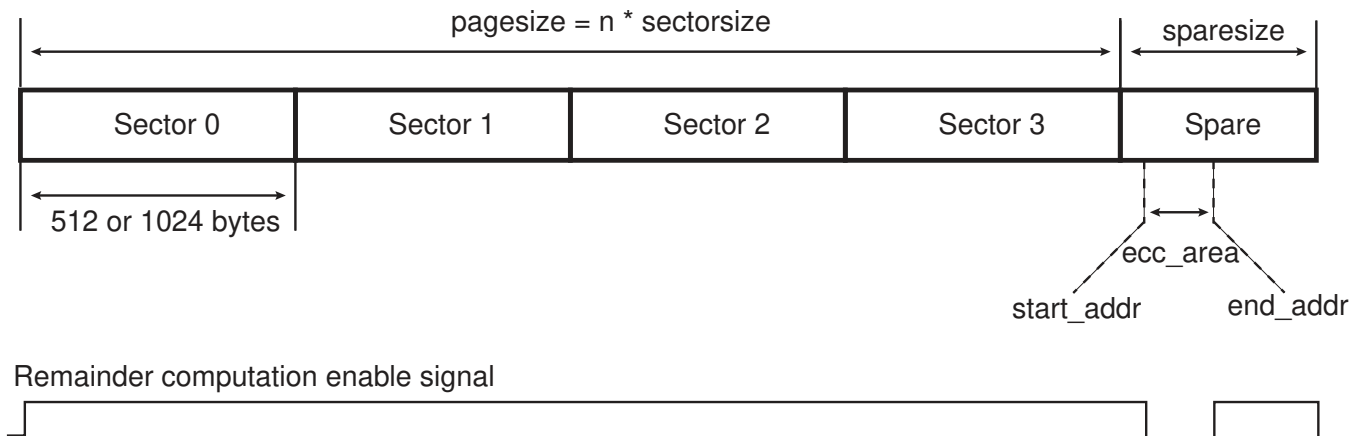 pagesize = n * sectorsize
sparesize
Sector 0 Sector 1 Sector 2 Sector 3 Spare
512 or 1024 bytes
ecc_area
start_addr end_addr
Remainder computation enable signal